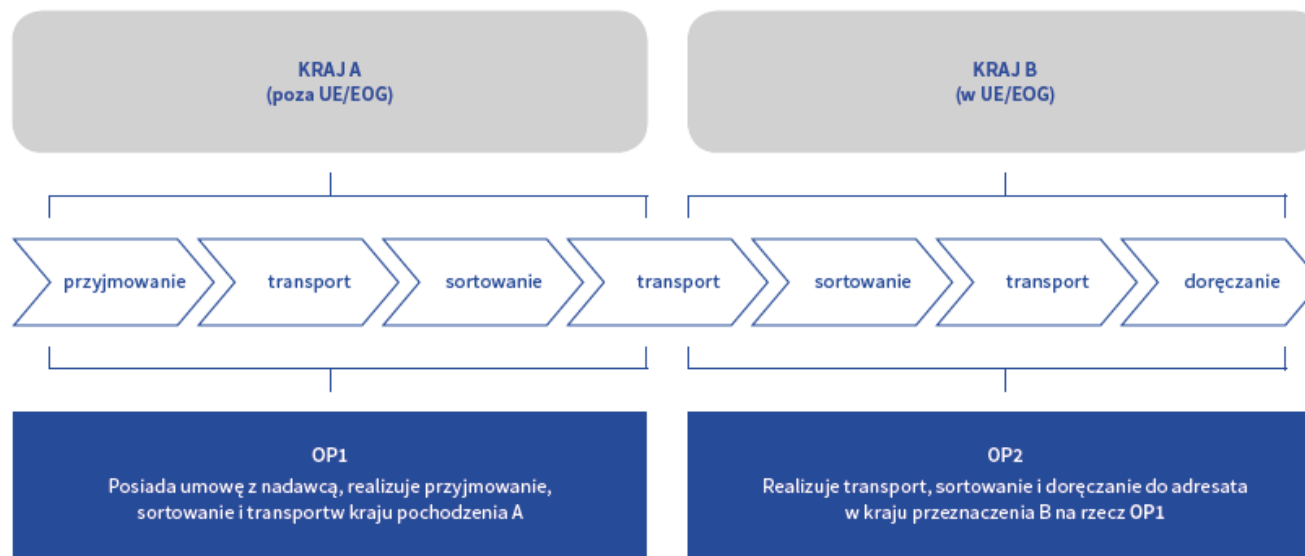 KRAJ A
(poza UE/EOG)
KRAJ B
(w UE/EOG)
przyjmowanie
transport
sortowanie
transport
sortowanie
transport
doręczanie
OP1
Posiada umowę z nadawcą, realizuje przyjmowanie,
sortowanie i transportw kraju pochodzenia A
OP2
Realizuje transport, sortowanie i doręczanie do adresata
w kraju przeznaczenia B na rzecz OP1